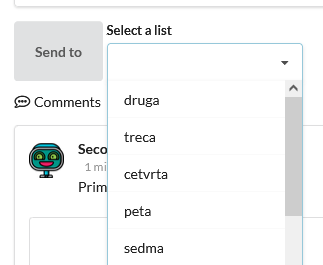 Select a list
Send to
druga
Comments
treca
Seco
cetvrta
1 mi
Prim
peta
sedma